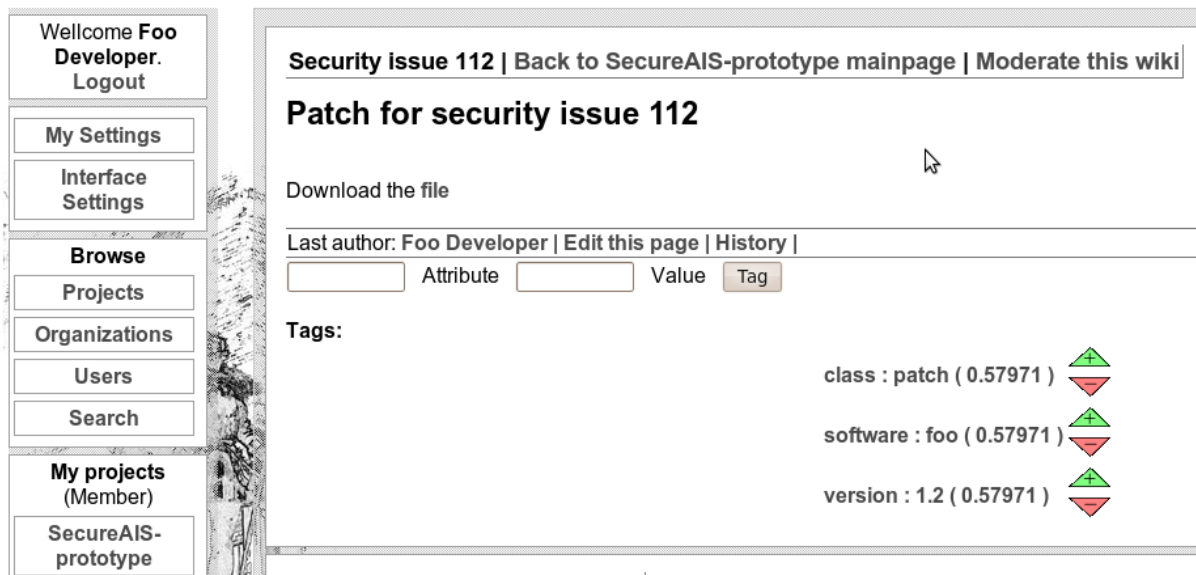 Wellcome Foo
Developer.
Logout
My Settings
Interface
Settings
Browse
Projects
Organizations
Users
Search
My projects
(Member)
SecureAIS-
prototype
Security issue 112 | Back to SecureAIS-prototype mainpage | Moderate this wiki
Patch for security issue 112
Download the file
Last author: Foo Developer | Edit this page | History |
Attribute Value Tag
Tags:
class : patch ( 0.57971 )
software : foo ( 0.57971 )
version : 1.2 ( 0.57971 )